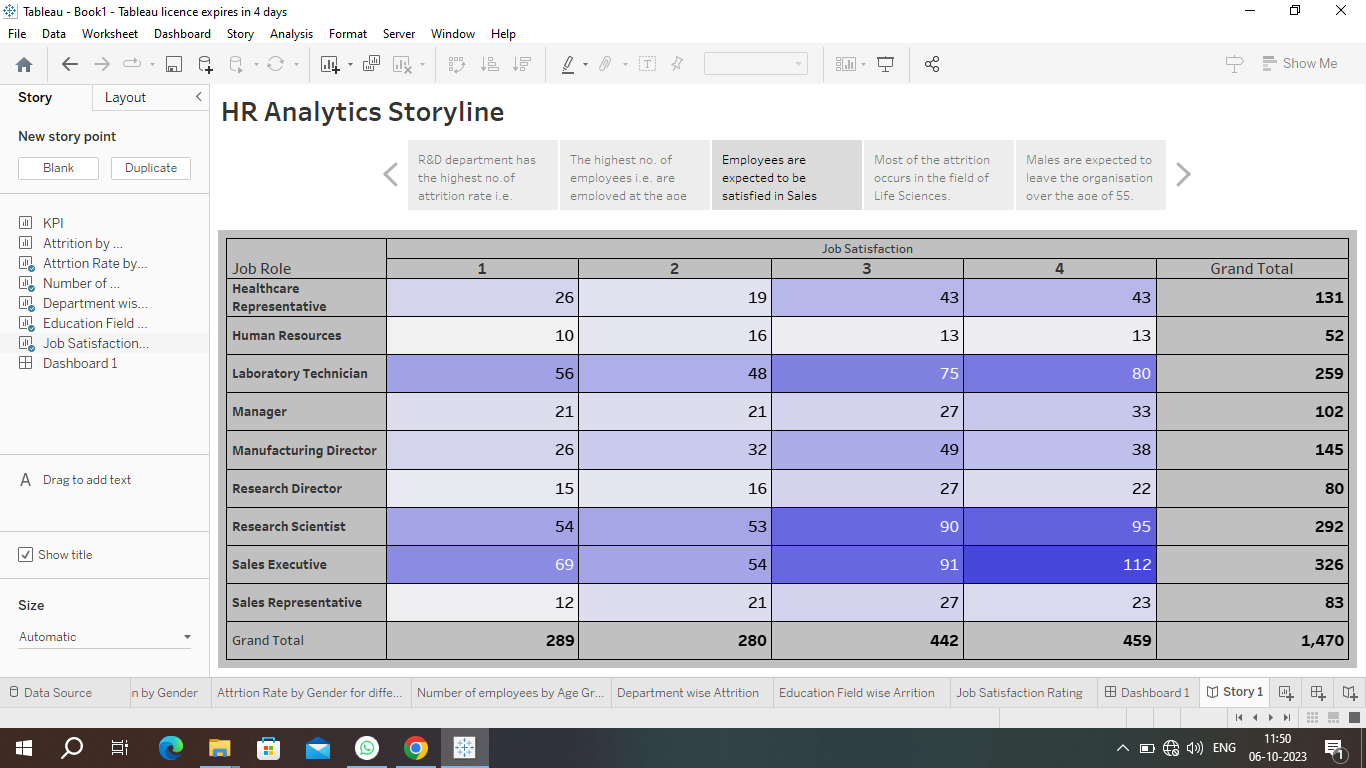 Tableau - Book1 - Tableau licence expires in 4 days
File Data Worksheet Dashboard Story Analysis Format Server Window Help
Show Me
Story Layout
New story point
Blank Duplicate
KPI
Attrition by ...
Attrtion Rate by...
Number of ...
Department wis...
Education Field ...
Job Satisfaction...
Dashboard 1
A Drag to add text
Show title
Size
Automatic
HR Analytics Storyline
R&D department has
the highest no.of
attrition rate i.e.
The highest no. of
employees i.e. are
employed at the age
Employees are
expected to be
satisfied in Sales
Most of the attrition
occurs in the field of
Life Sciences.
Males are expected to
leave the organisation
over the age of 55.
Job Satisfaction
Job Role 1 2 3 4 Grand Total
Healthcare
Representative 26 19 43 43 131
Human Resources 10 16 13 13 52
Laboratory Technician 56 48 75 80 259
Manager 21 21 27 33 102
Manufacturing Director 26 32 49 38 145
Research Director 15 16 27 22 80
Research Scientist 54 53 90 95 292
Sales Executive 69 54 91 112 326
Sales Representative 12 21 27 23 83
Grand Total 289 280 442 459 1,470
Data Source n by Gender Attrtion Rate by Gender for diffe... Number of employees by Age Gr... Department wise Attrition Education Field wise Arrition Job Satisfaction Rating Dashboard 1 Story 1
ENG 11:50
06-10-2023
1